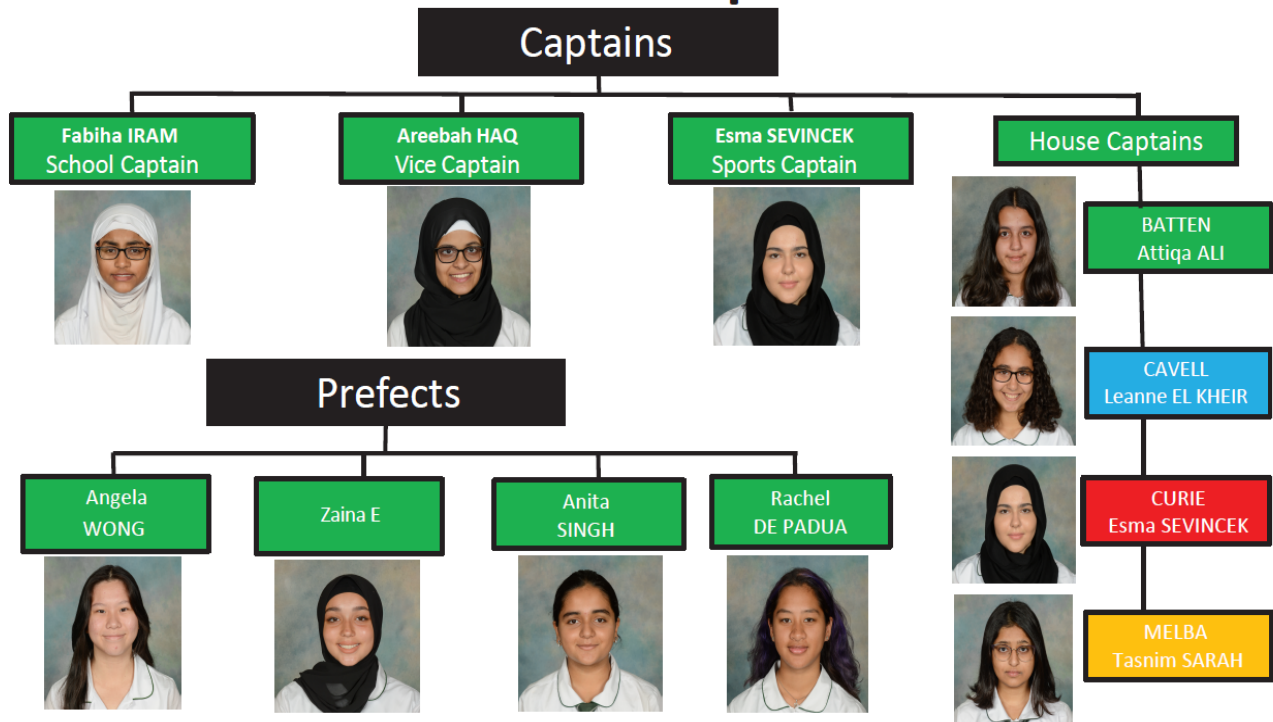 Captains
Fabiha IRAM
School Captain
Areebah HAQ
Vice Captain
Esma SEVINCEK
Sports Captain
House Captains
BATTEN
Attiqa ALI
CAVELL
Leanne EL KHEIR
CURIE
Esma SEVINCEK
MELBA
Tasnim SARAH
Prefects
Angela
WONG
Zaina E
Anita
SINGH
Rachel
DE PADUA